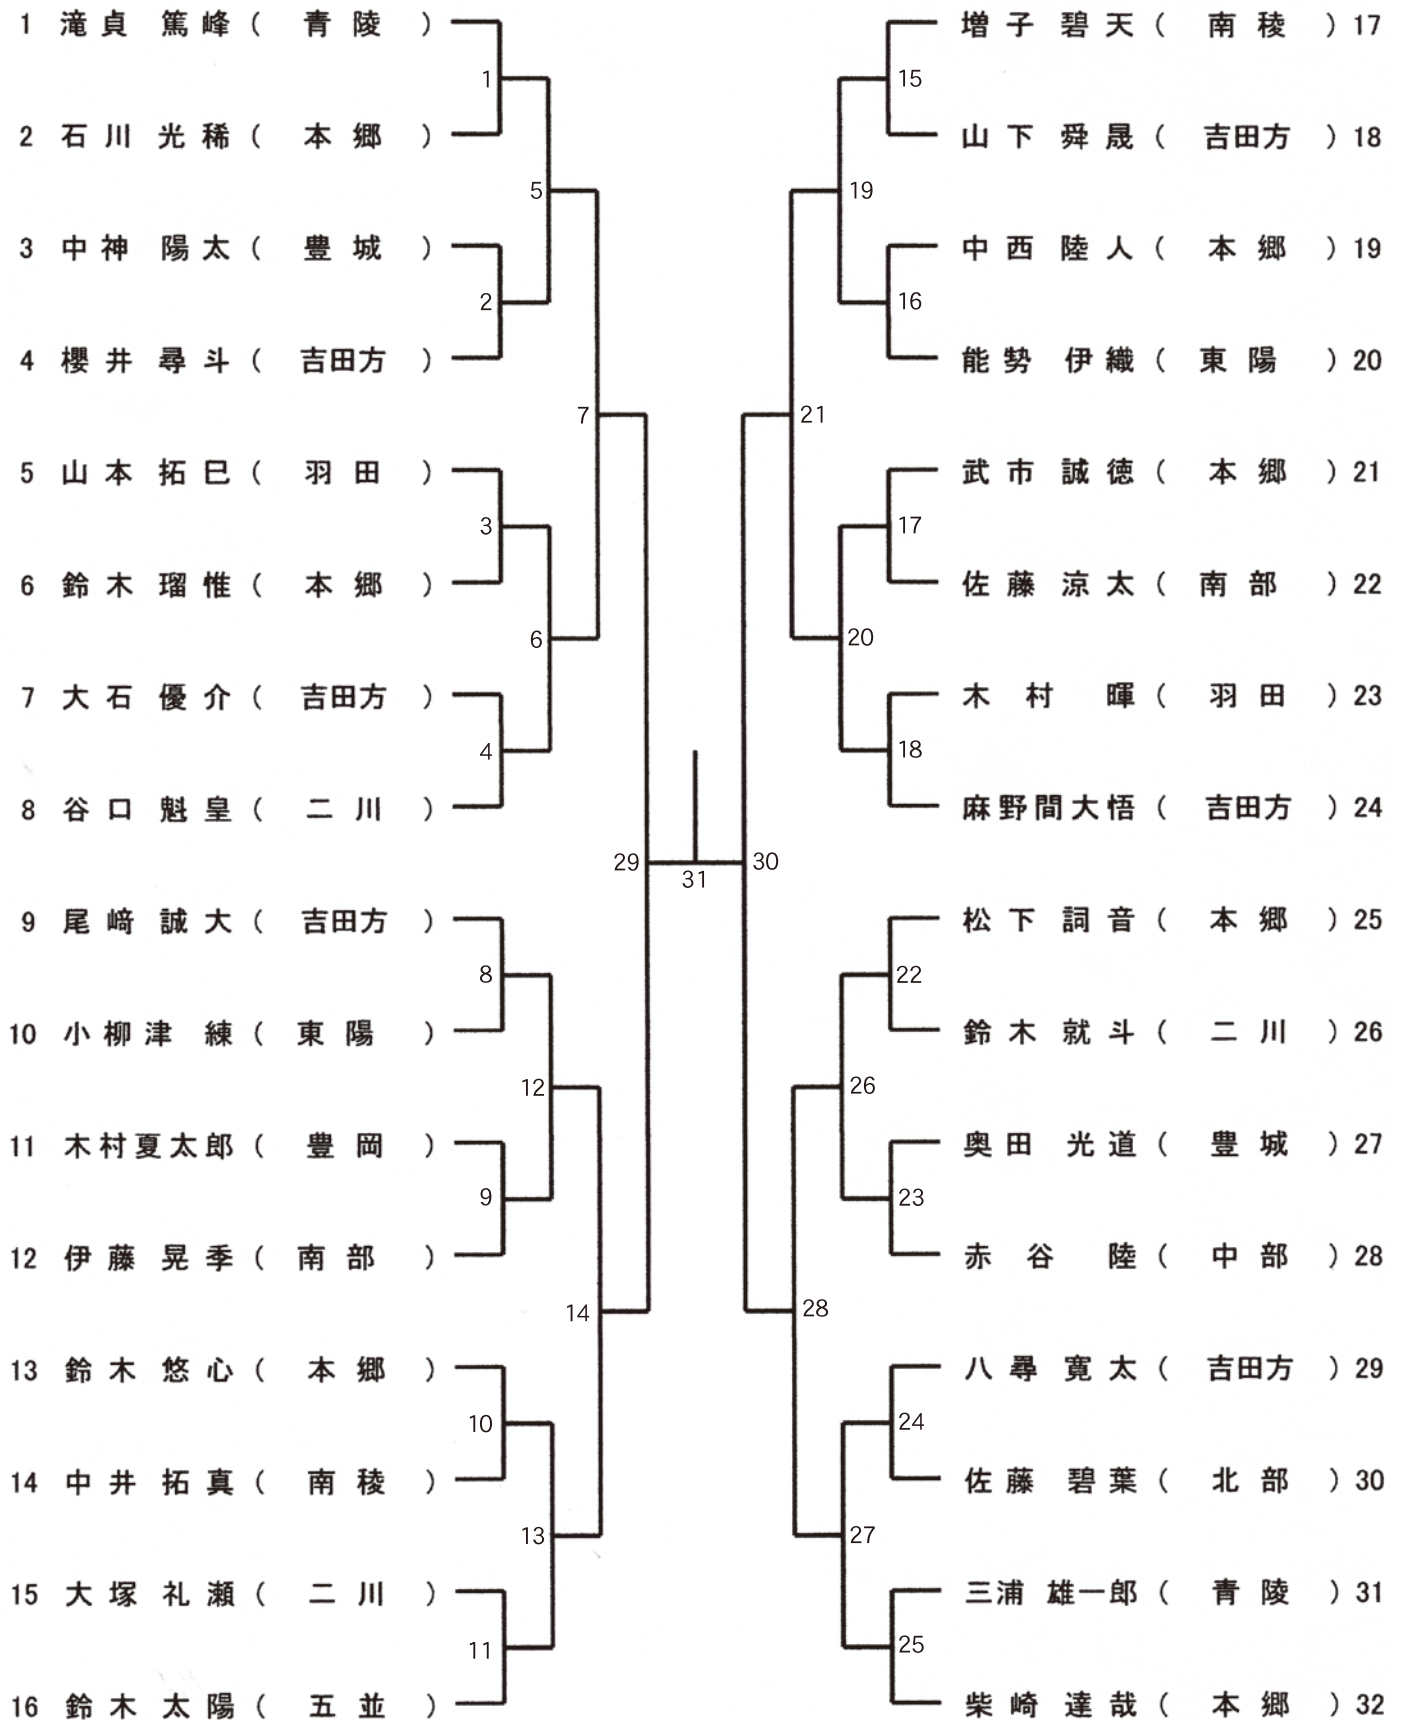 1 滝貞 篤峰 ( 青陵 )
1
2 石川 光稀 ( 本郷 )
5
3 中神 陽太 ( 豊城 )
2
4 櫻井 尋斗 ( 吉田方 )
7
5 山本 拓巳 ( 羽田 )
3
6 鈴木 瑠惟 ( 本郷 )
6
7 大石 優介 ( 吉田方 )
4
8 谷口 魁皇 ( 二川 )
29
9 尾﨑 誠大 ( 吉田方 )
8
10 小柳津 練 ( 東陽 )
12
11 木村夏太郎 ( 豊岡 )
9
12 伊藤 晃季 ( 南部 )
14
13 鈴木 悠心 ( 本郷 )
10
14 中井 拓真 ( 南稜 )
13
15 大塚 礼瀬 ( 二川 )
11
16 鈴木 太陽 ( 五並 )
31
増子 碧天 ( 南稜 ) 17
15
山下 舜晟 ( 吉田方 ) 18
19
中西 陸人 ( 本郷 ) 19
16
能勢 伊織 ( 東陽 ) 20
21
武市 誠徳 ( 本郷 ) 21
17
佐藤 涼太 ( 南部 ) 22
20
木村 暉 ( 羽田 ) 23
18
麻野間大悟 ( 吉田方 ) 24
30
松下 詞音 ( 本郷 ) 25
22
鈴木 就斗 ( 二川 ) 26
26
奥田 光道 ( 豊城 ) 27
23
赤谷 陸 ( 中部 ) 28
28
八尋 寛太 ( 吉田方 ) 29
24
佐藤 碧葉 ( 北部 ) 30
27
三浦 雄一郎 ( 青陵 ) 31
25
柴崎 達哉 ( 本郷 ) 32